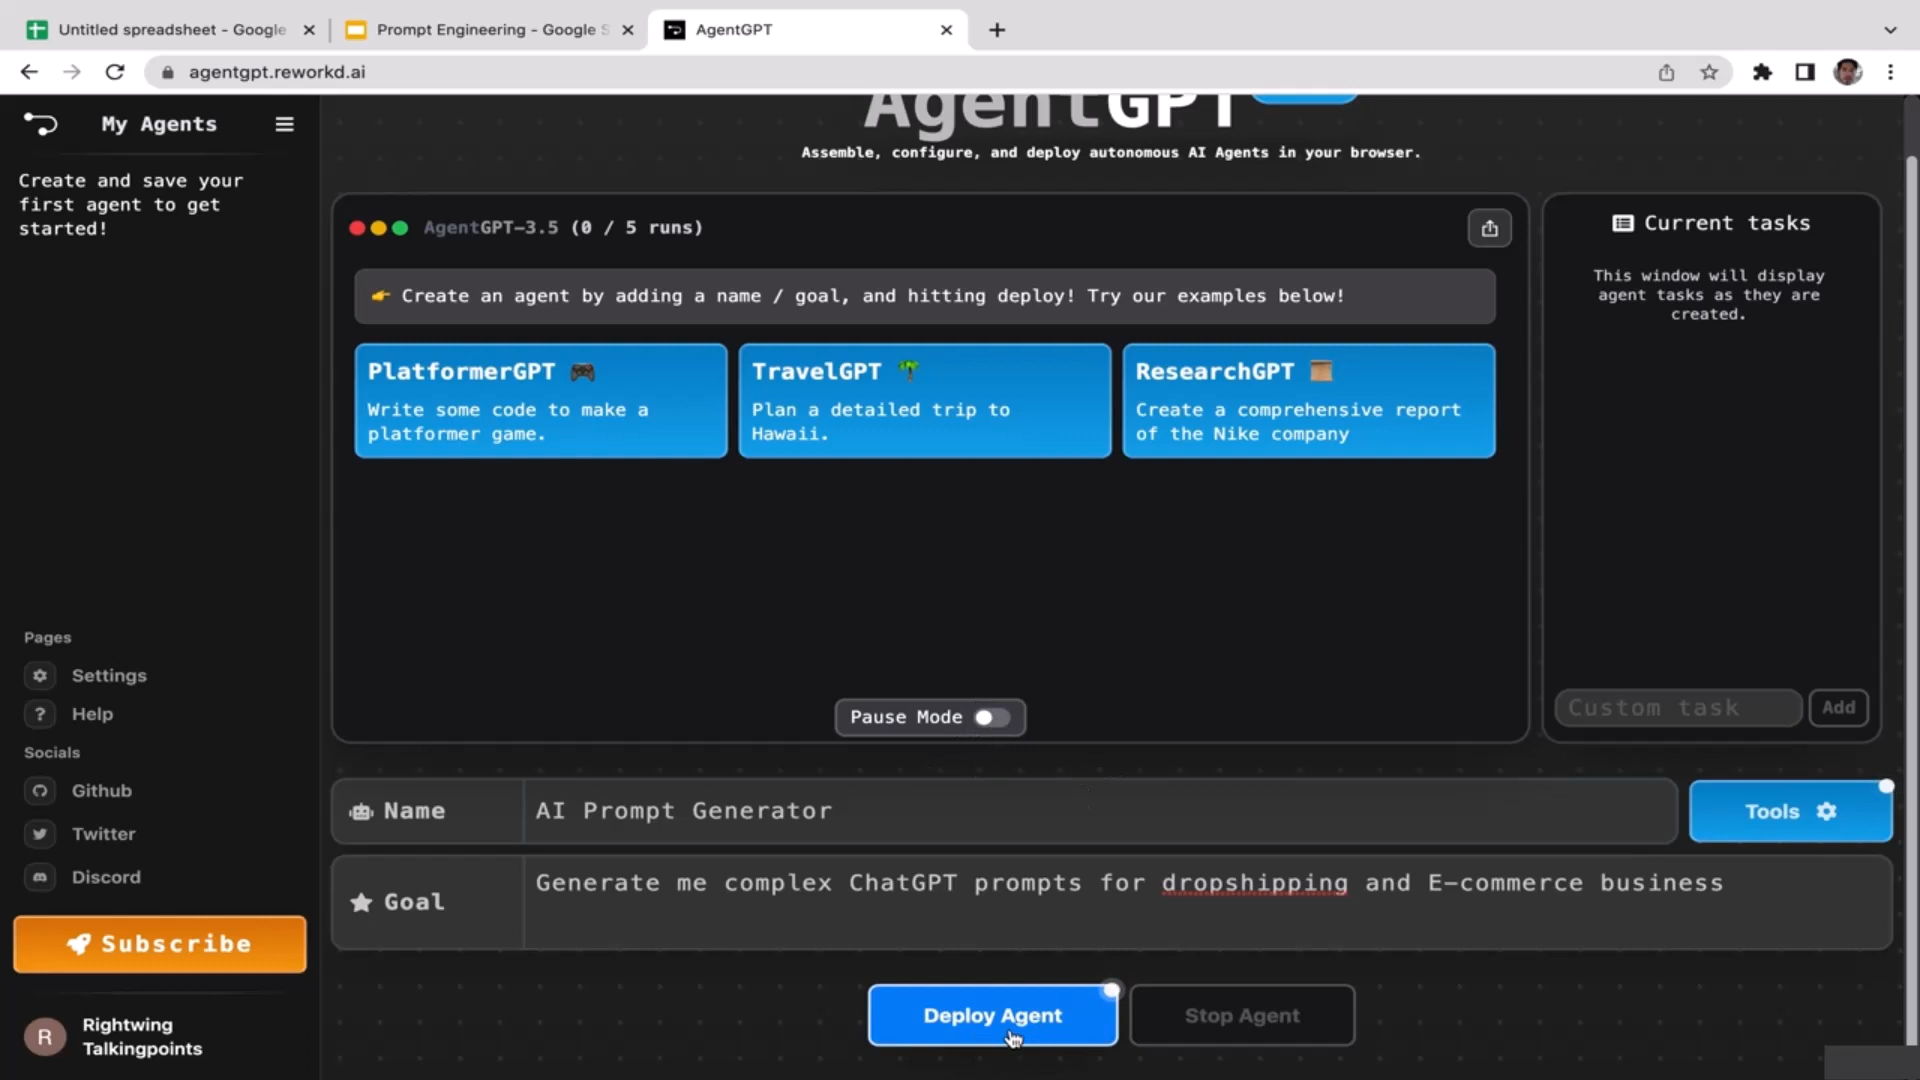 Untitled spreadsheet - Google
Prompt Engineering - Google S
AgentGPT
agentgpt.reworkd.ai
My Agents
Create and save your
first agent to get
started!
Pages
Settings
Help
Socials
Github
Twitter
Discord
Subscribe
R
Rightwing
Talkingpoints
AgentGPT
Assemble, configure, and deploy autonomous AI Agents in your browser.
AgentGPT-3.5 (0 / 5 runs)
👉 Create an agent by adding a name / goal, and hitting deploy! Try our examples below!
PlatformerGPT 🎮
Write some code to make a
platformer game.
TravelGPT 🌴
Plan a detailed trip to
Hawaii.
ResearchGPT 📜
Create a comprehensive report
of the Nike company
Pause Mode
Current tasks
This window will display
agent tasks as they are
created.
Custom task
Add
Name
AI Prompt Generator
Tools
Goal
Generate me complex ChatGPT prompts for dropshipping and E-commerce business
Deploy Agent
Stop Agent